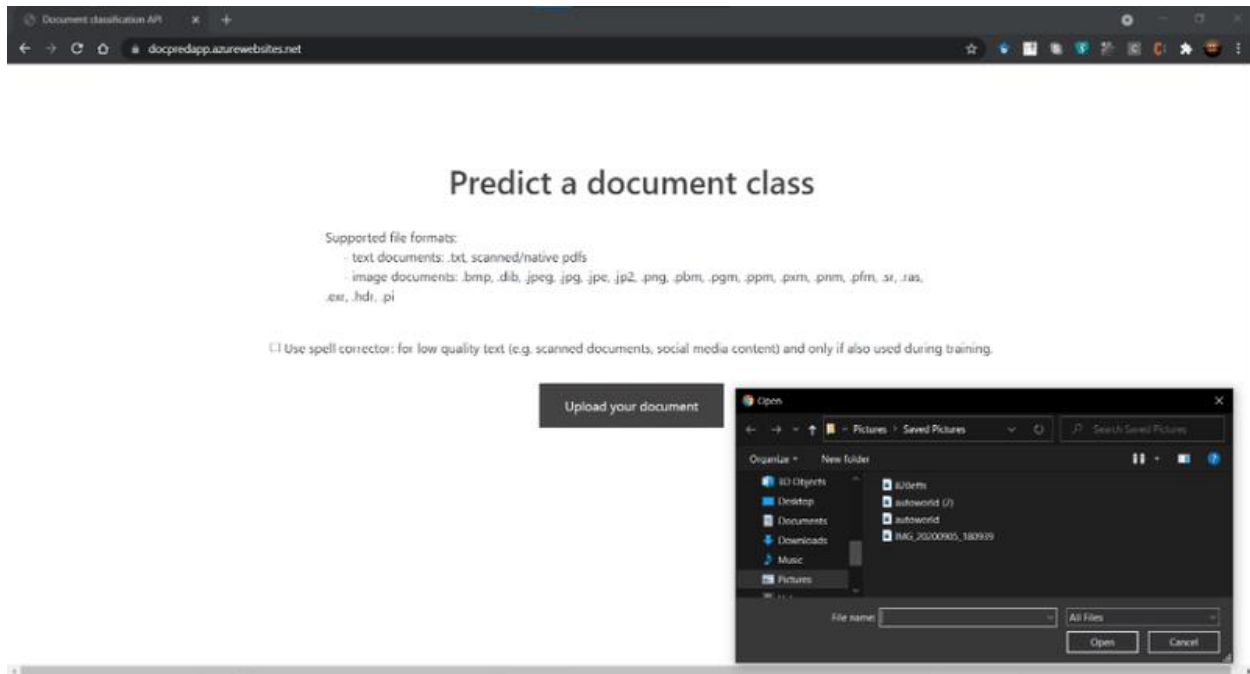 Document classification API
docpredapp.azurewebsites.net
Predict a document class
Supported file formats:
- text documents: .txt, scanned/native pdfs
- image documents: .bmp, .dib, .jpeg, .jpg, .jpe, .jp2, .png, .pbm, .pgm, .ppm, .pxm, .pnm, .pfm, .sr, .ras,
.exr, .hdr, .pi
Use spell corrector: for low quality text (e.g. scanned documents, social media content) and only if also used during training.
Upload your document
Open
Pictures › Saved Pictures
Search Saved Pictures
Organize
New folder
3D Objects
Desktop
Documents
Downloads
Music
Pictures
autoworld (2)
autoworld
IMG_20200905_180939
File name:
All Files
Open
Cancel